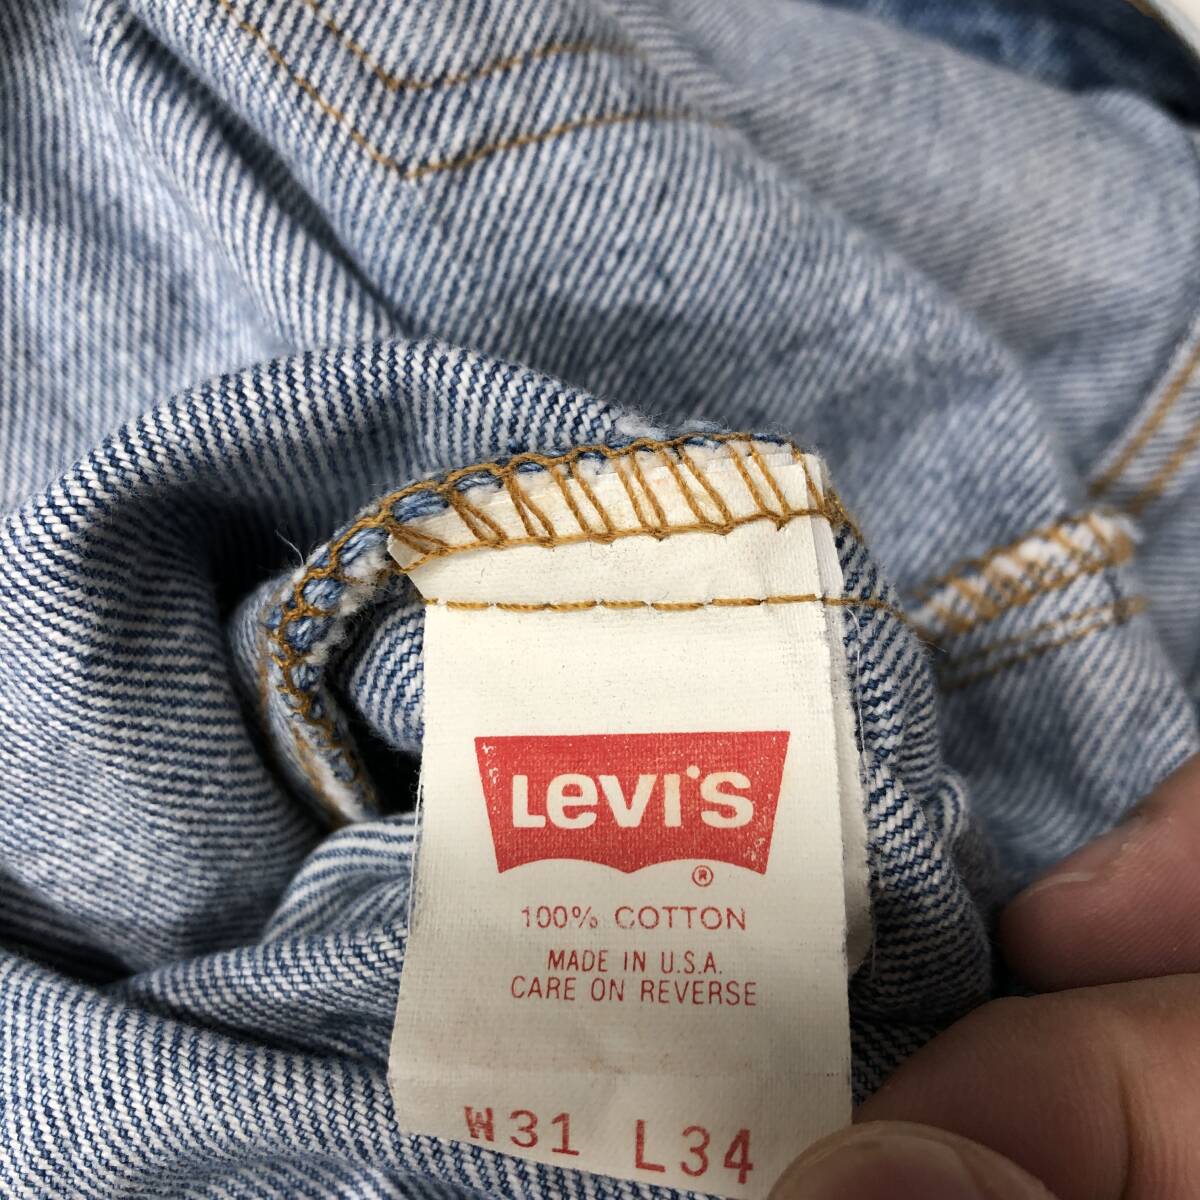 Levi's
®
100% COTTON
MADE IN U.S.A.
CARE ON REVERSE
W31 L34